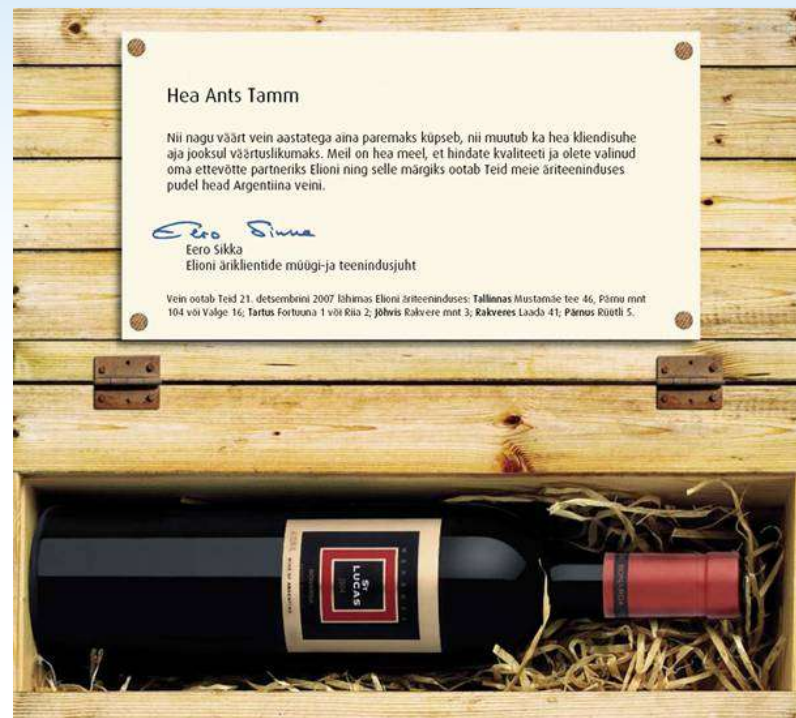 Hea Ants Tamm
Nii nagu väärt vein aastatega aina paremaks küpseb, nii muutub ka hea kliendisuhe
aja jooksul väärtuslikumaks. Meil on hea meel, et hindate kvaliteeti ja olete valinud
oma ettevõtte partneriks Elioni ning selle märgiks ootab Teid meie äriteeninduses
pudel head Argentiina veini.
Eero Sikka
Elioni äriklientide müügi-ja teenindusjuht
Vein ootab Teid 21. detsembrini 2007 lähimas Elioni äriteeninduses: Tallinnas Mustamäe tee 46, Pärnu mnt
104 või Valge 16; Tartus Fortuuna 1 või Riia 2; Jõhvis Rakvere mnt 3; Rakveres Laada 41; Pärnus Rüütli 5.
ST
LUCAS